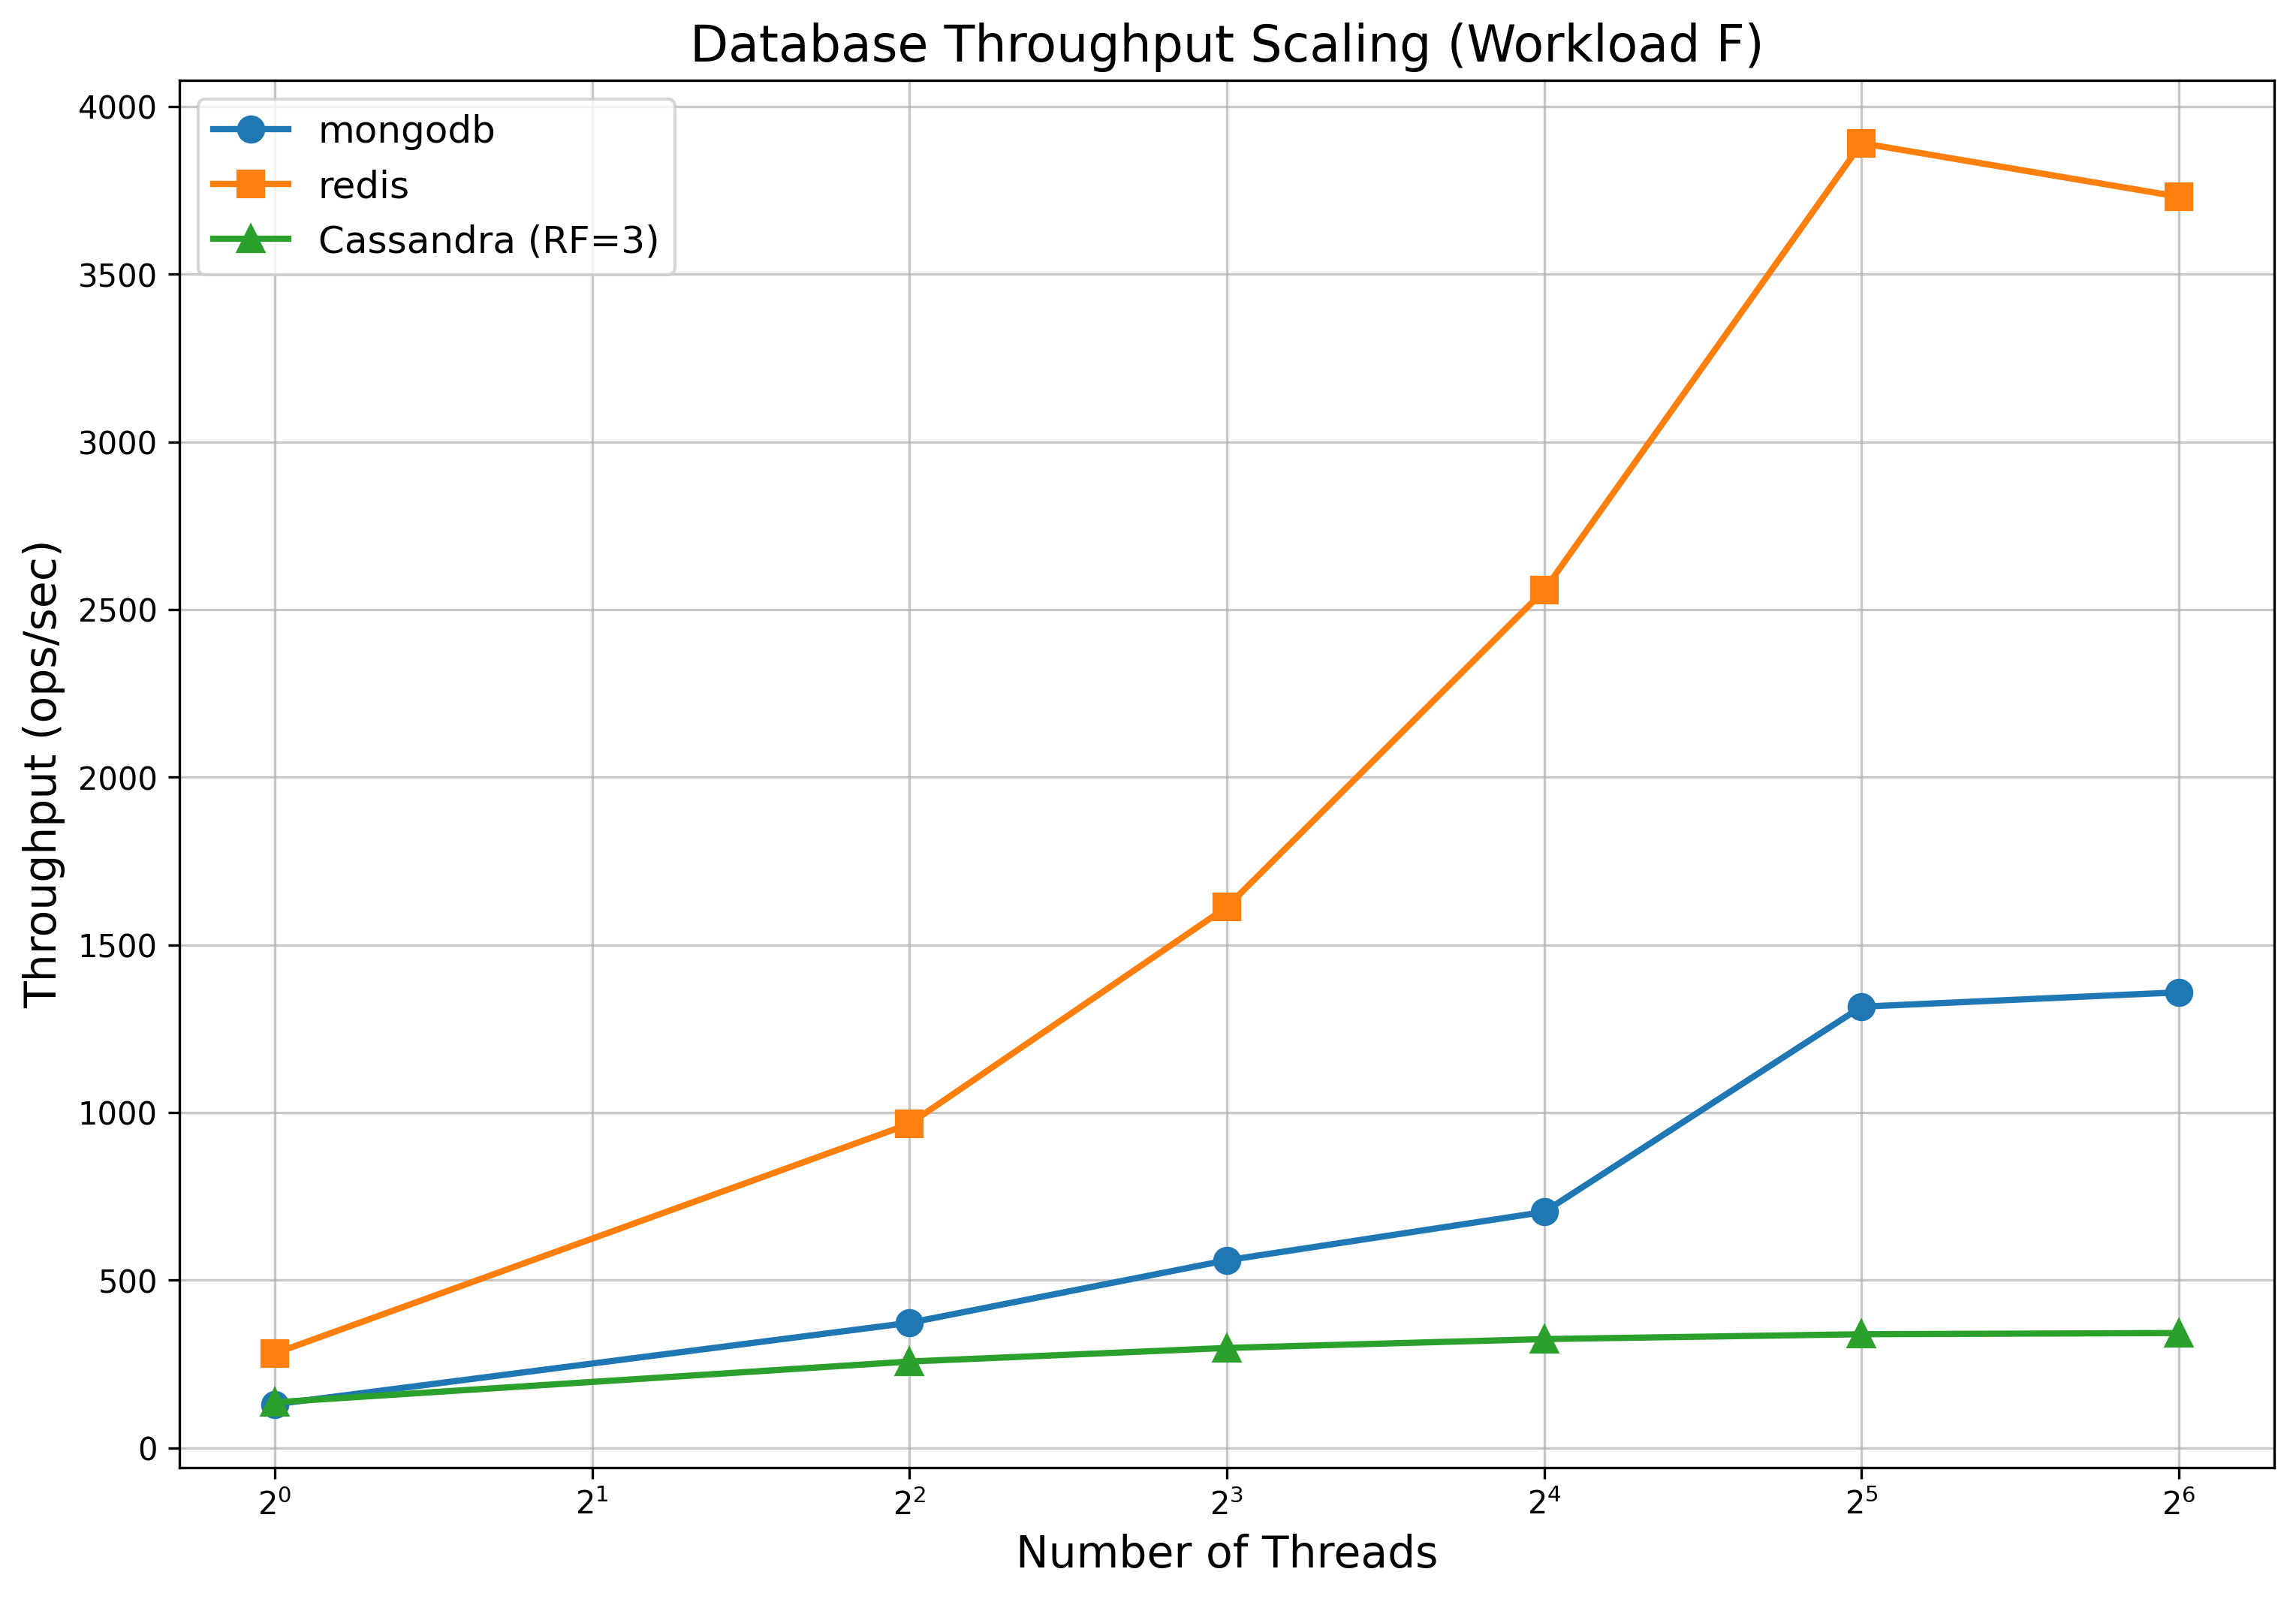 Database Throughput Scaling (Workload F)
mongodb
redis
Cassandra (RF=3)
4000
3500
3000
2500
2000
1500
1000
500
0
Throughput (ops/sec)
2⁰ 2¹ 2² 2³ 2⁴ 2⁵ 2⁶
Number of Threads